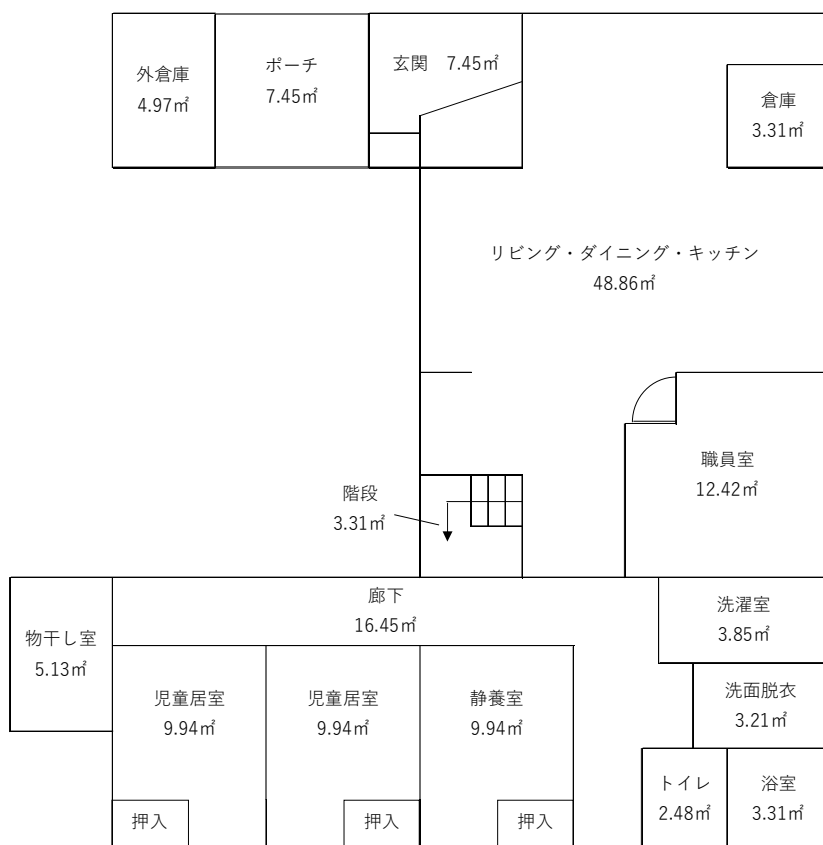 外倉庫
4.97㎡
ポーチ
7.45㎡
玄関　7.45㎡
倉庫
3.31㎡
リビング・ダイニング・キッチン
48.86㎡
職員室
12.42㎡
階段
3.31㎡
廊下
16.45㎡
洗濯室
3.85㎡
物干し室
5.13㎡
児童居室
9.94㎡
児童居室
9.94㎡
静養室
9.94㎡
洗面脱衣
3.21㎡
トイレ
2.48㎡
浴室
3.31㎡
押入
押入
押入